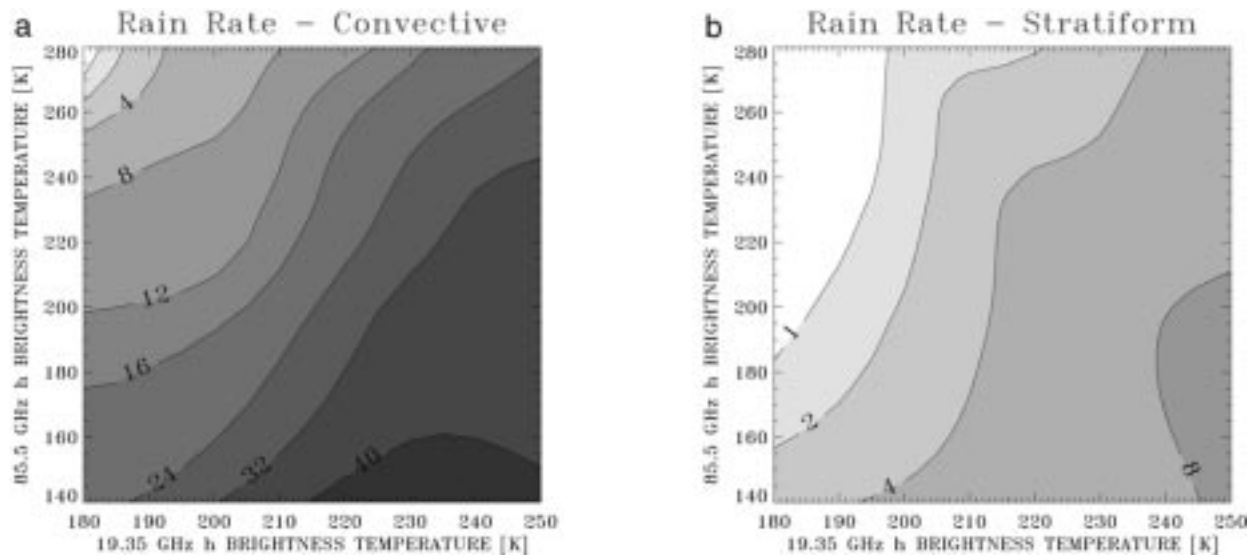 a
Rain Rate − Convective
85.5 GHz h BRIGHTNESS TEMPERATURE [K]
280
260
240
220
200
180
160
140
4
8
12
16
24
32
40
180 190 200 210 220 230 240 250
19.35 GHz h BRIGHTNESS TEMPERATURE [K]
b
Rain Rate − Stratiform
85.5 GHz h BRIGHTNESS TEMPERATURE [K]
280
260
240
220
200
180
160
140
1
2
4
8
180 190 200 210 220 230 240 250
19.35 GHz h BRIGHTNESS TEMPERATURE [K]